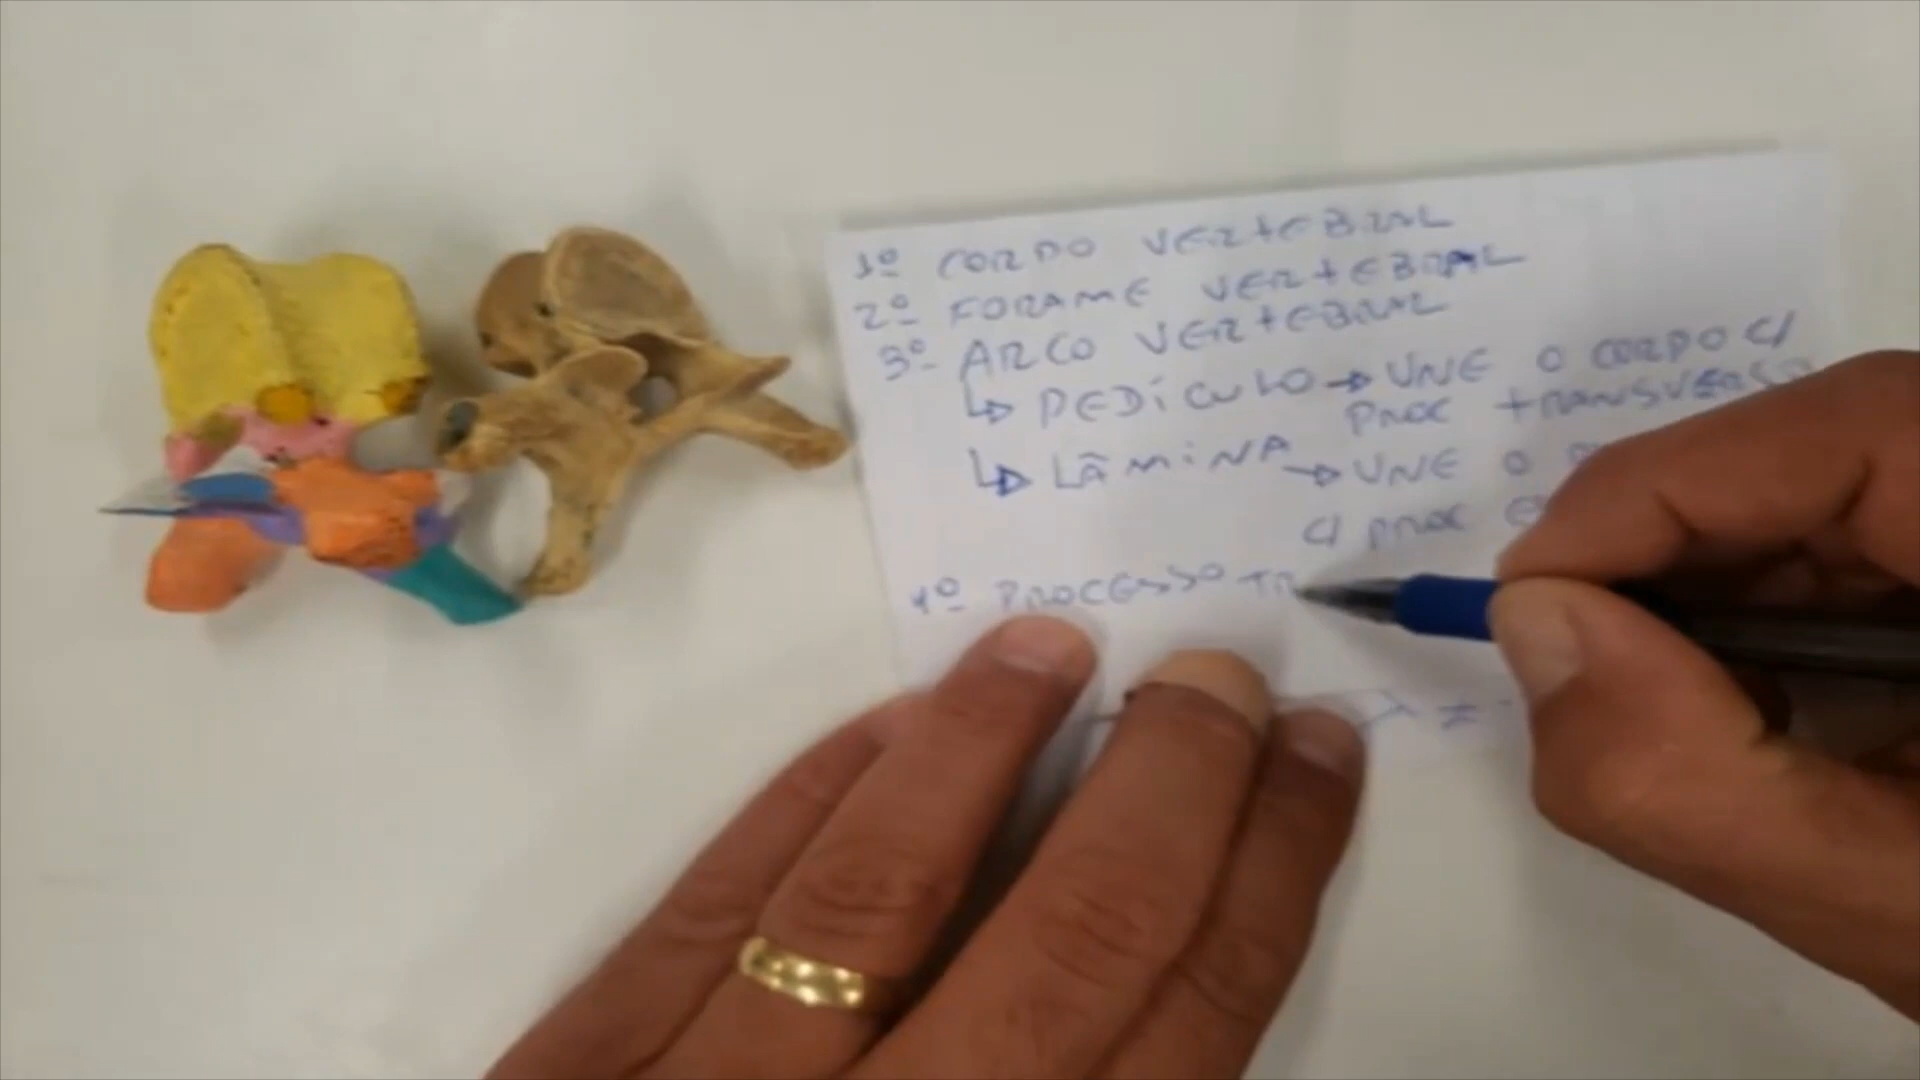 1º CORPO VERTEBRAL
2º FORAME VERTEBRAL
3º ARCO VERTEBRAL
↳ PEDÍCULO → UNE O CORPO C/
PROC TRANSVERSO
↳ LÂMINA → UNE O
C/ PROC
4º PROCESSO TR